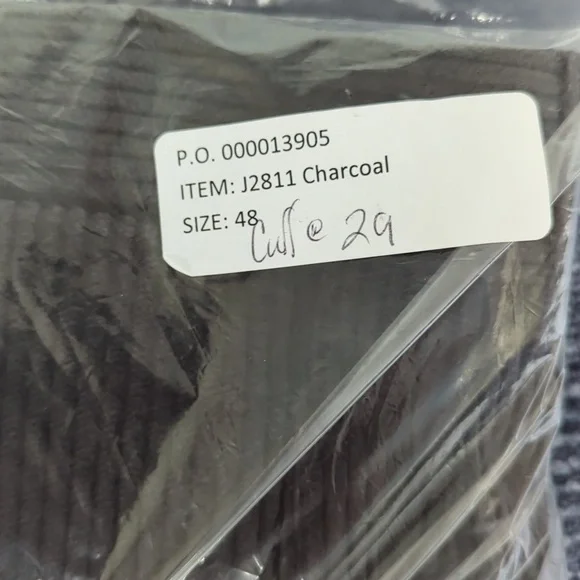 P.O. 000013905
ITEM: J2811 Charcoal
SIZE: 48
Cuff @ 29